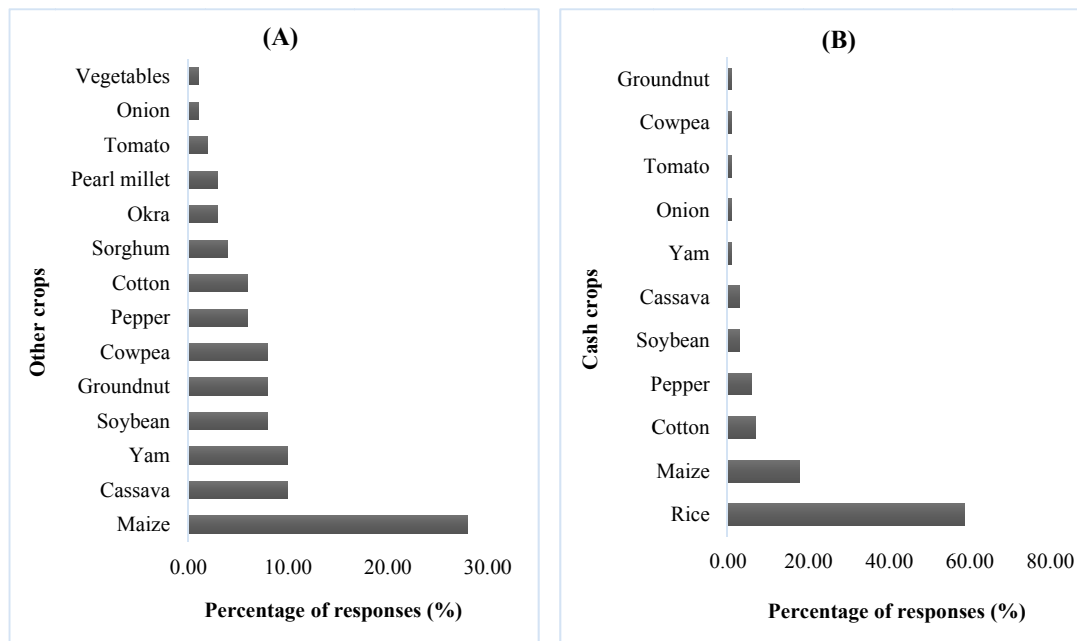 (A)
Other crops
Vegetables
Onion
Tomato
Pearl millet
Okra
Sorghum
Cotton
Pepper
Cowpea
Groundnut
Soybean
Yam
Cassava
Maize
0.00 10.00 20.00 30.00
Percentage of responses (%)
(B)
Cash crops
Groundnut
Cowpea
Tomato
Onion
Yam
Cassava
Soybean
Pepper
Cotton
Maize
Rice
0.00 20.00 40.00 60.00 80.00
Percentage of responses (%)